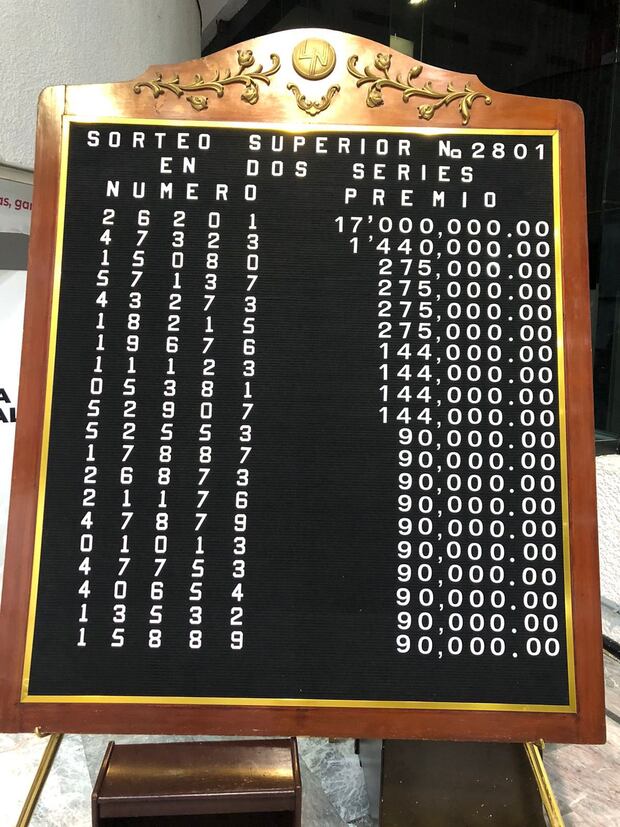 SORTEO SUPERIOR No 2801
EN DOS SERIES
NUMERO PREMIO
2 6 2 0 1 17'000,000.00
4 7 3 2 3 1'440,000.00
1 5 0 8 0 275,000.00
5 7 1 3 7 275,000.00
4 3 2 7 3 275,000.00
1 8 2 1 5 275,000.00
1 9 6 7 6 144,000.00
1 1 1 2 3 144,000.00
0 5 3 8 1 144,000.00
5 2 9 0 7 144,000.00
5 2 5 8 3 90,000.00
1 7 8 8 7 90,000.00
2 6 8 7 3 90,000.00
2 1 1 7 6 90,000.00
4 7 8 7 9 90,000.00
0 1 0 1 3 90,000.00
4 7 7 5 3 90,000.00
4 0 6 5 4 90,000.00
1 3 5 3 2 90,000.00
1 5 8 8 9 90,000.00